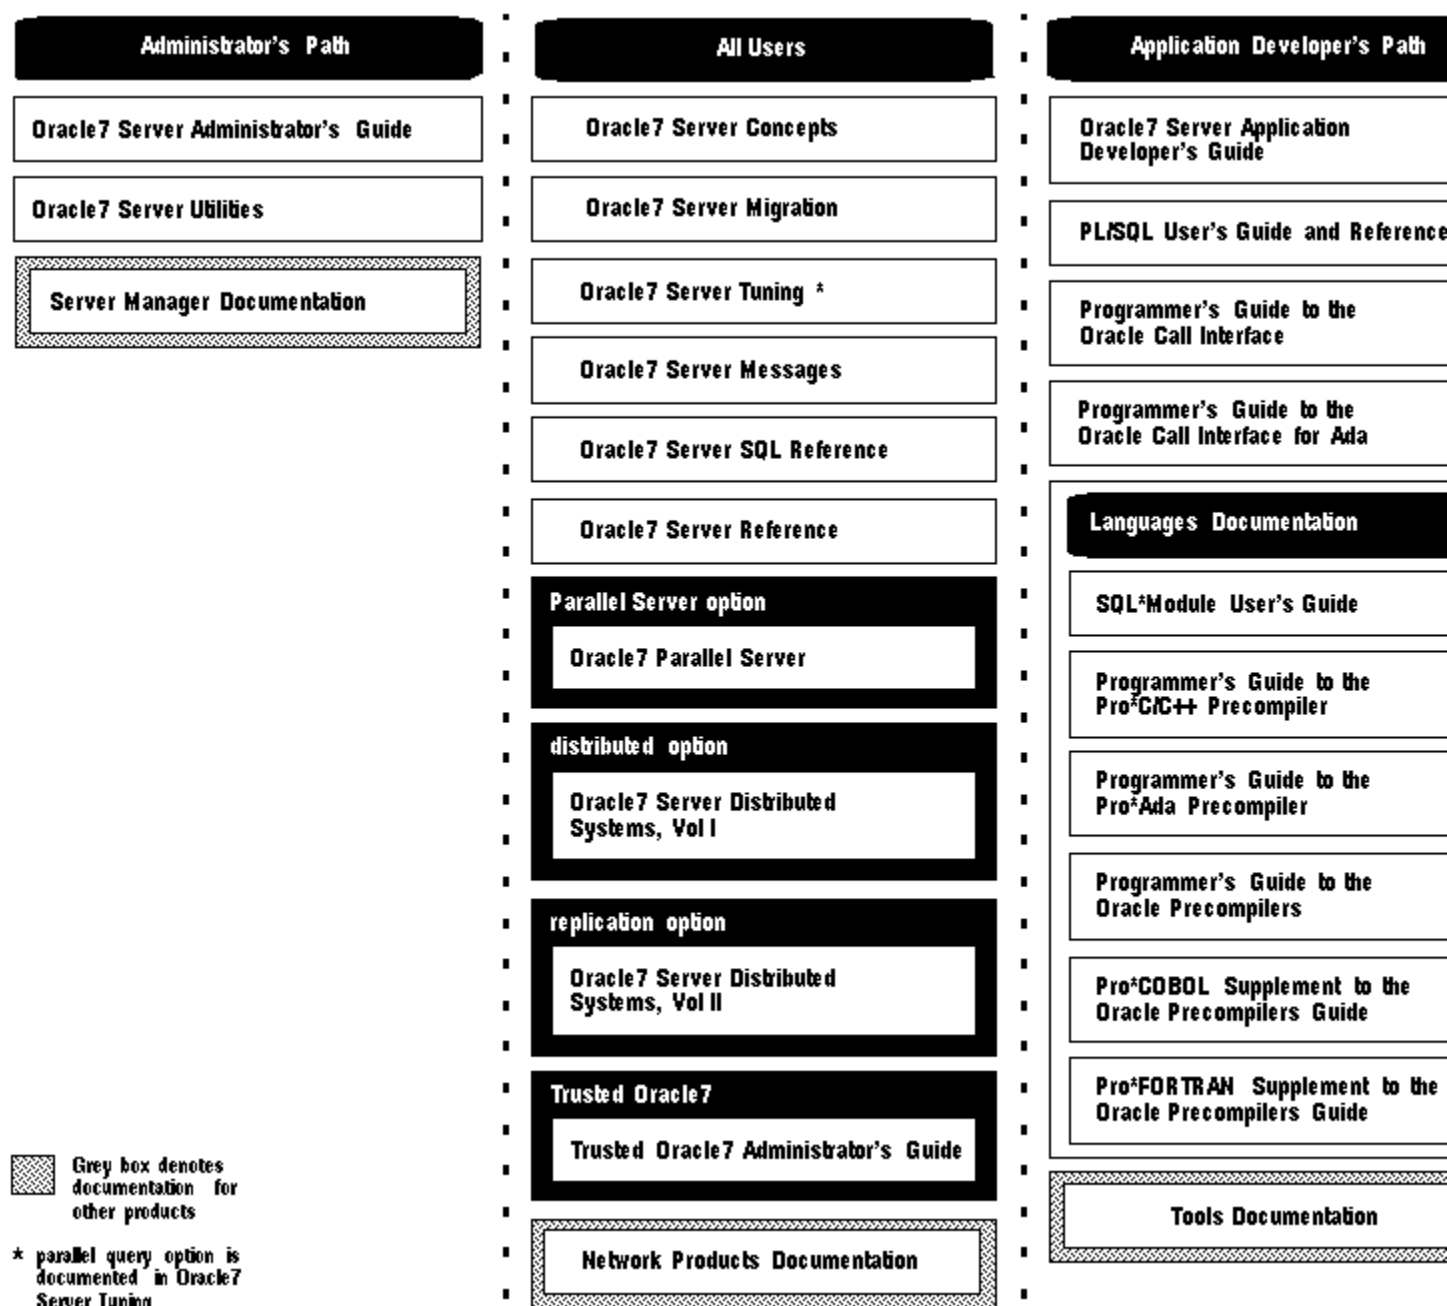 Administrator's Path
Oracle7 Server Administrator's Guide
Oracle7 Server Utilities
Server Manager Documentation
Grey box denotes
documentation for
other products
* parallel query option is
documented in Oracle7
Server Tuning
All Users
Oracle7 Server Concepts
Oracle7 Server Migration
Oracle7 Server Tuning *
Oracle7 Server Messages
Oracle7 Server SQL Reference
Oracle7 Server Reference
Parallel Server option
Oracle7 Parallel Server
distributed option
Oracle7 Server Distributed
Systems, Vol I
replication option
Oracle7 Server Distributed
Systems, Vol II
Trusted Oracle7
Trusted Oracle7 Administrator's Guide
Network Products Documentation
Application Developer's Path
Oracle7 Server Application
Developer's Guide
PL/SQL User's Guide and Reference
Programmer's Guide to the
Oracle Call Interface
Programmer's Guide to the
Oracle Call Interface for Ada
Languages Documentation
SQL*Module User's Guide
Programmer's Guide to the
Pro*C/C++ Precompiler
Programmer's Guide to the
Pro*Ada Precompiler
Programmer's Guide to the
Oracle Precompilers
Pro*COBOL Supplement to the
Oracle Precompilers Guide
Pro*FORTRAN Supplement to the
Oracle Precompilers Guide
Tools Documentation